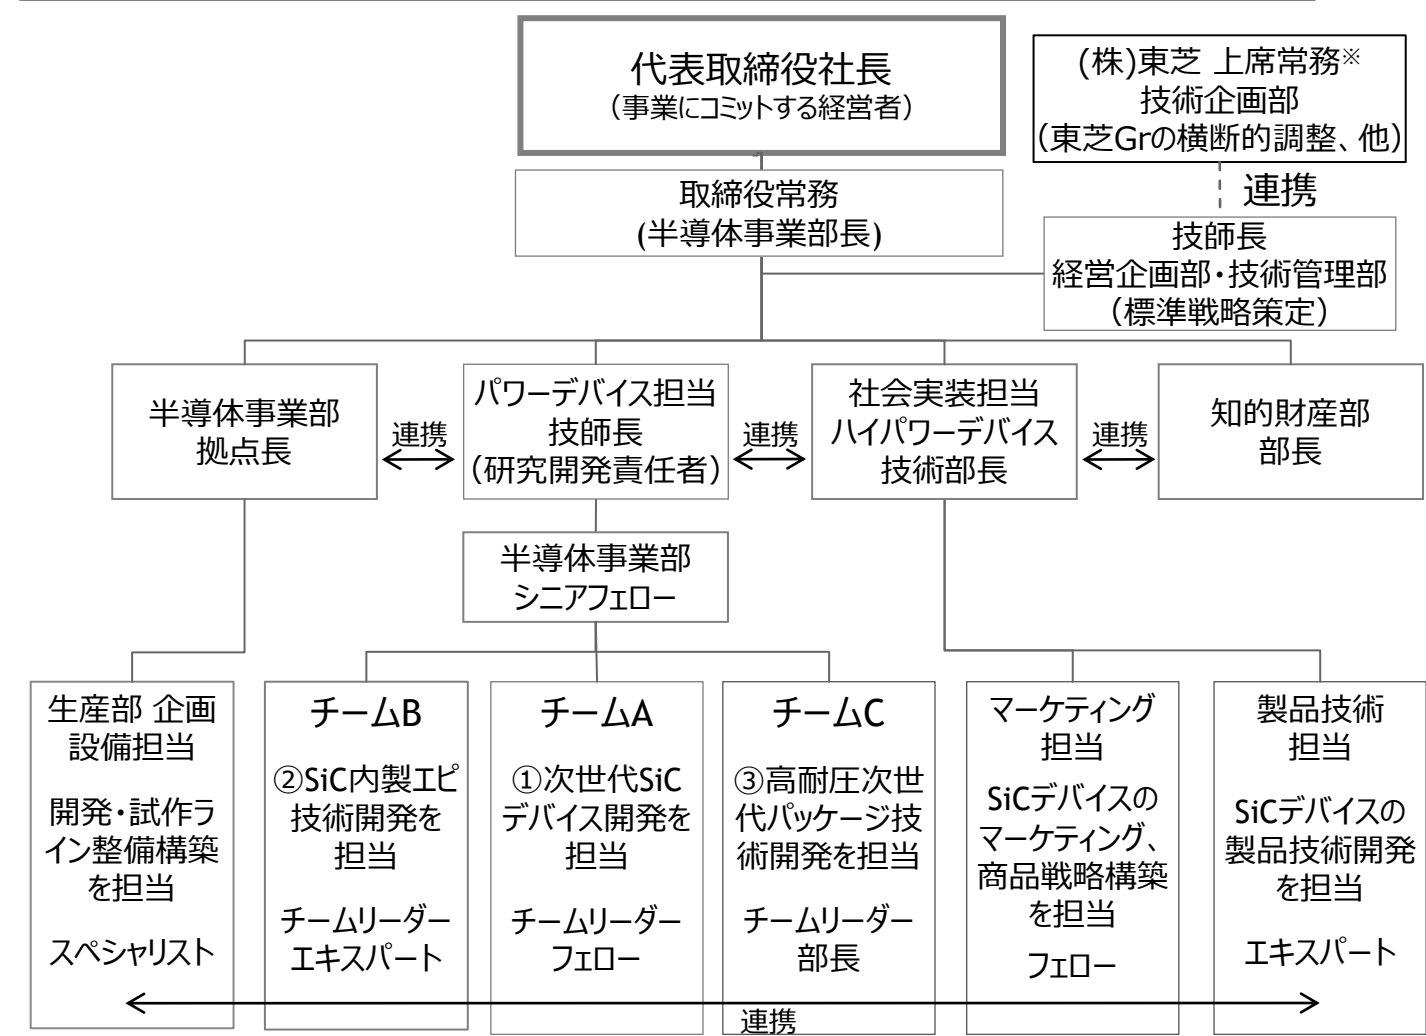 代表取締役社長
（事業にコミットする経営者）
(株)東芝 上席常務※
技術企画部
（東芝Grの横断的調整、他）
連携
取締役常務
(半導体事業部長)
技師長
経営企画部・技術管理部
（標準戦略策定）
半導体事業部
拠点長
連携
パワーデバイス担当
技師長
（研究開発責任者）
連携
社会実装担当
ハイパワーデバイス
技術部長
連携
知的財産部
部長
半導体事業部
シニアフェロー
生産部 企画
設備担当
開発・試作ラ
イン整備構築
を担当
スペシャリスト
チームB
②SiC内製エピ
技術開発を
担当
チームリーダー
エキスパート
チームA
①次世代SiC
デバイス開発を
担当
チームリーダー
フェロー
チームC
③高耐圧次世
代パッケージ技
術開発を担当
チームリーダー
部長
マーケティング
担当
SiCデバイスの
マーケティング、
商品戦略構築
を担当
フェロー
製品技術
担当
SiCデバイスの
製品技術開発
を担当
エキスパート
連携